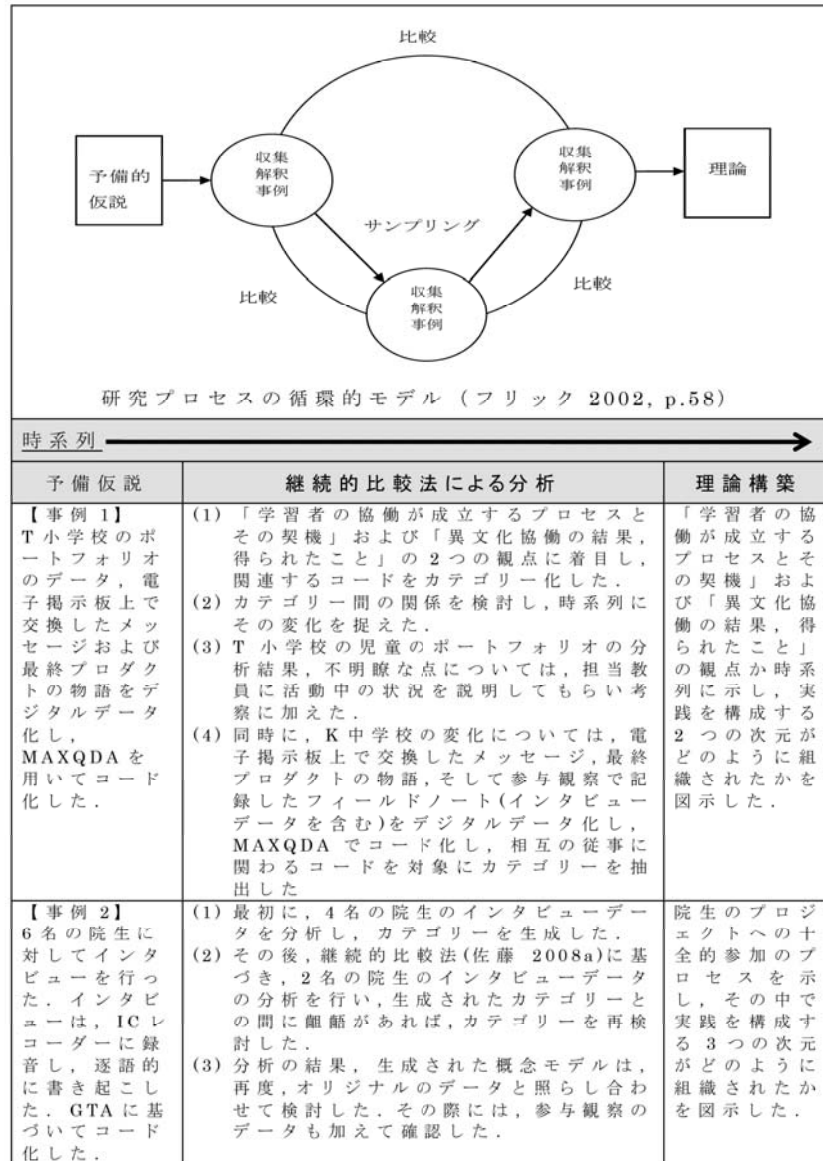 比較
収集
解釈
事例
収集
解釈
事例
予備的
仮説
理論
サンプリング
比較
比較
収集
解釈
事例
研究プロセスの循環的モデル（フリック 2002, p.58）
時系列
予備仮説
継続的比較法による分析
理論構築
【事例 1】
T 小学校のポ
ートフォリオ
のデータ，電
子掲示板上で
交換したメッ
セージおよび
最終プロダク
トの物語をデ
ジタルデータ
化し，
MAXQDA を
用いてコード
化した．
(1) 「学習者の協働が成立するプロセスと
その契機」および「異文化協働の結果，
得られたこと」の 2 つの観点に着目し，
関連するコードをカテゴリー化した．
(2) カテゴリー間の関係を検討し，時系列に
その変化を捉えた．
(3) T 小学校の児童のポートフォリオの分
析結果，不明瞭な点については，担当教
員に活動中の状況を説明してもらい考
察に加えた．
(4) 同時に，K 中学校の変化については，電
子掲示板上で交換したメッセージ，最終
プロダクトの物語，そして参与観察で記
録したフィールドノート(インタビュー
データを含む)をデジタルデータ化し，
MAXQDA でコード化し，相互の従事に
関わるコードを対象にカテゴリーを抽
出した
「学習者の協
働が成立する
プロセスとそ
の契機」およ
び「異文化協
働の結果，得
られたこと」
の観点か時系
列に示し，実
践を構成する
2 つの次元が
どのように組
織されたかを
図示した．
【事例 2】
6 名の院生に
対してインタ
ビューを行っ
た．インタビ
ューは，IC レ
コーダーに録
音し，逐語的
に書き起こし
た．GTA に基
づいてコード
化した．
(1) 最初に，4 名の院生のインタビューデー
タを分析し，カテゴリーを生成した．
(2) その後，継続的比較法(佐藤 2008a)に基
づき，2 名の院生のインタビューデータ
の分析を行い，生成されたカテゴリーと
の間に齟齬があれば，カテゴリーを再検
討した．
(3) 分析の結果，生成された概念モデルは，
再度，オリジナルのデータと照らし合わ
せて検討した．その際には，参与観察の
データも加えて確認した．
院生のプロジ
ェクトへの十
全的参加のプ
ロセスを示
し，その中で
実践を構成す
る 3 つの次元
がどのように
組織されたか
を図示した．